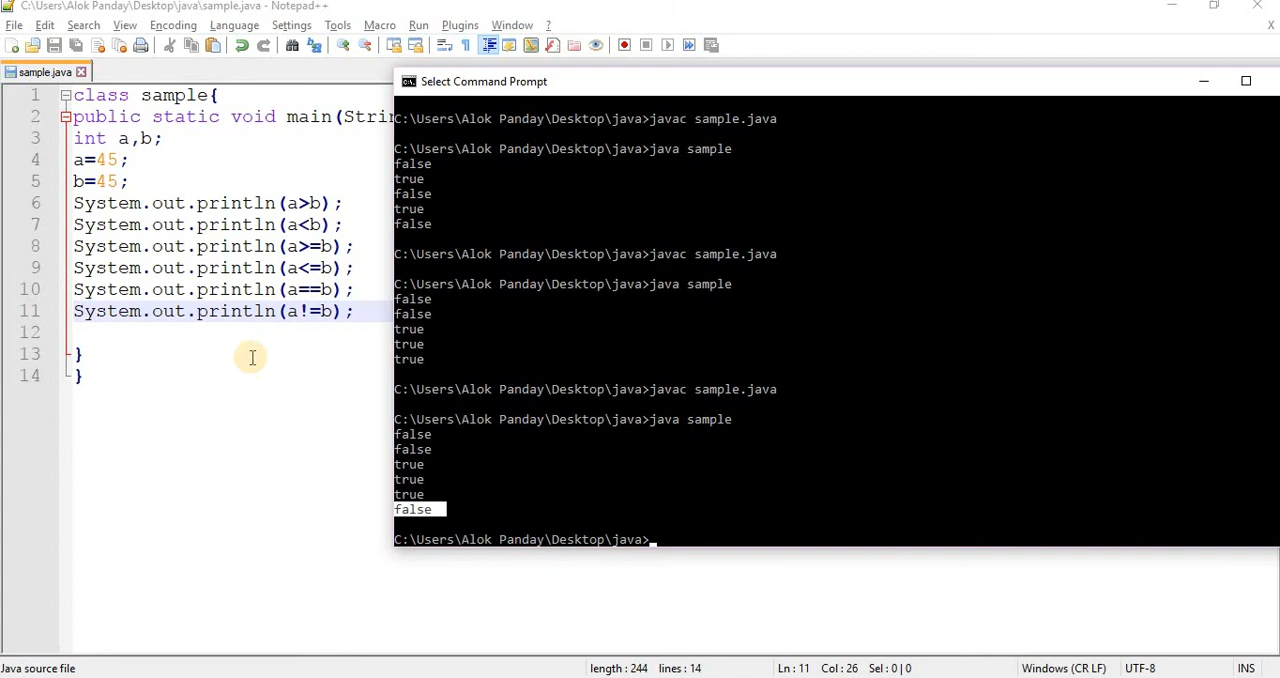 C:\Users\Alok Panday\Desktop\java\sample.java - Notepad++
File Edit Search View Encoding Language Settings Tools Macro Run Plugins Window ?
X
sample.java
1 class sample{
2 public static void main(Strin
3 int a,b;
4 a=45;
5 b=45;
6 System.out.println(a>b);
7 System.out.println(a<b);
8 System.out.println(a>=b);
9 System.out.println(a<=b);
10 System.out.println(a==b);
11 System.out.println(a!=b);
12
13 }
14 }
Select Command Prompt
C:\Users\Alok Panday\Desktop\java>javac sample.java
C:\Users\Alok Panday\Desktop\java>java sample
false
true
false
true
false
C:\Users\Alok Panday\Desktop\java>javac sample.java
C:\Users\Alok Panday\Desktop\java>java sample
false
false
true
true
true
C:\Users\Alok Panday\Desktop\java>javac sample.java
C:\Users\Alok Panday\Desktop\java>java sample
false
false
true
true
true
false
C:\Users\Alok Panday\Desktop\java>
Java source file length : 244 lines : 14 Ln : 11 Col : 26 Sel : 0 | 0 Windows (CR LF) UTF-8 INS